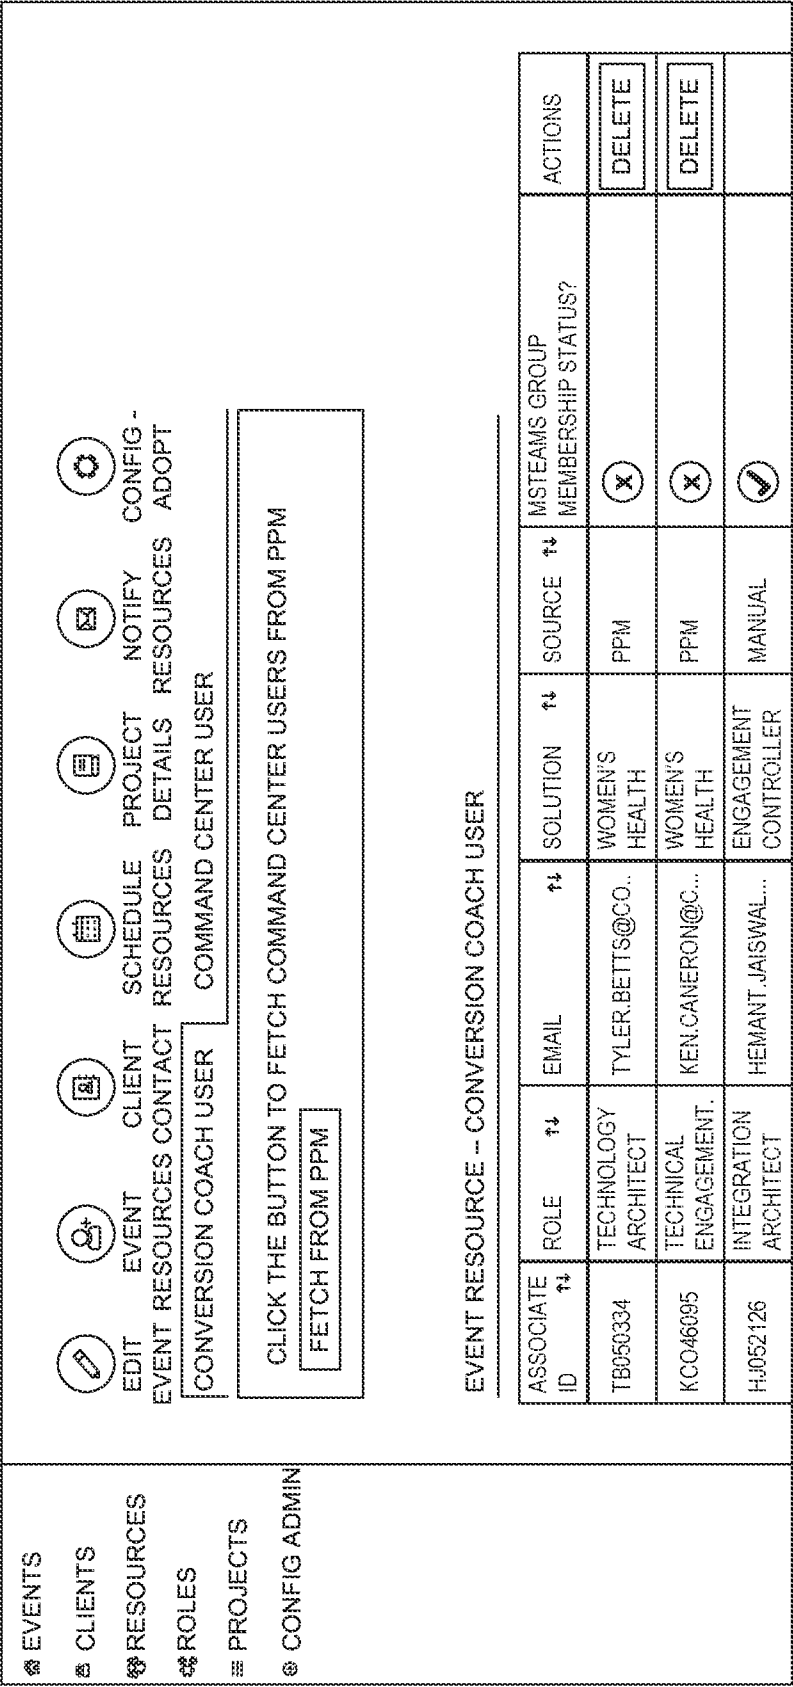 EVENTS
CLIENTS
RESOURCES
ROLES
PROJECTS
CONFIG ADMIN
EDIT EVENT
EVENT RESOURCES
CLIENT CONTACT
SCHEDULE RESOURCES
PROJECT DETAILS
NOTIFY RESOURCES
CONFIG - ADOPT
CONVERSION COACH USER COMMAND CENTER USER
CLICK THE BUTTON TO FETCH COMMAND CENTER USERS FROM PPM
FETCH FROM PPM
EVENT RESOURCE – CONVERSION COACH USER
ASSOCIATE ID ROLE EMAIL SOLUTION SOURCE MSTEAMS GROUP MEMBERSHIP STATUS? ACTIONS
TB050334 TECHNOLOGY ARCHITECT TYLER.BETTS@CO... WOMEN'S HEALTH PPM X DELETE
KCO46095 TECHNICAL ENGAGEMENT. KEN.CANERON@C... WOMEN'S HEALTH PPM X DELETE
HJ052126 INTEGRATION ARCHITECT HEMANT.JAISWAL... ENGAGEMENT CONTROLLER MANUAL